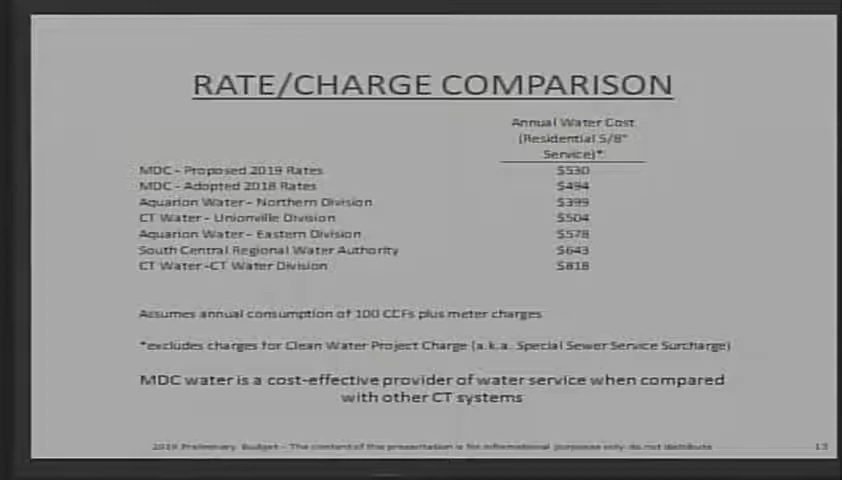 RATE/CHARGE COMPARISON
Annual Water Cost
(Residential 5/8"
Service)*
MDC - Proposed 2019 Rates $530
MDC - Adopted 2018 Rates $494
Aquarion Water - Northern Division $399
CT Water - Unionville Division $504
Aquarion Water - Eastern Division $578
South Central Regional Water Authority $643
CT Water -CT Water Division $818
Assumes annual consumption of 100 CCFs plus meter charges
*excludes charges for Clean Water Project Charge (a.k.a. Special Sewer Service Surcharge)
MDC water is a cost-effective provider of water service when compared
with other CT systems
2019 Preliminary Budget - The content of this presentation is for informational purposes only do not distribute 13